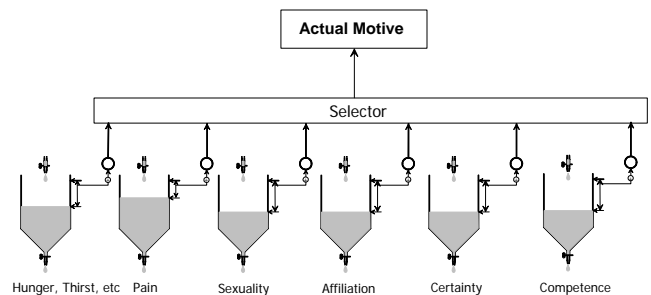 Actual Motive
Selector
Hunger, Thirst, etc Pain Sexuality Affiliation Certainty Competence